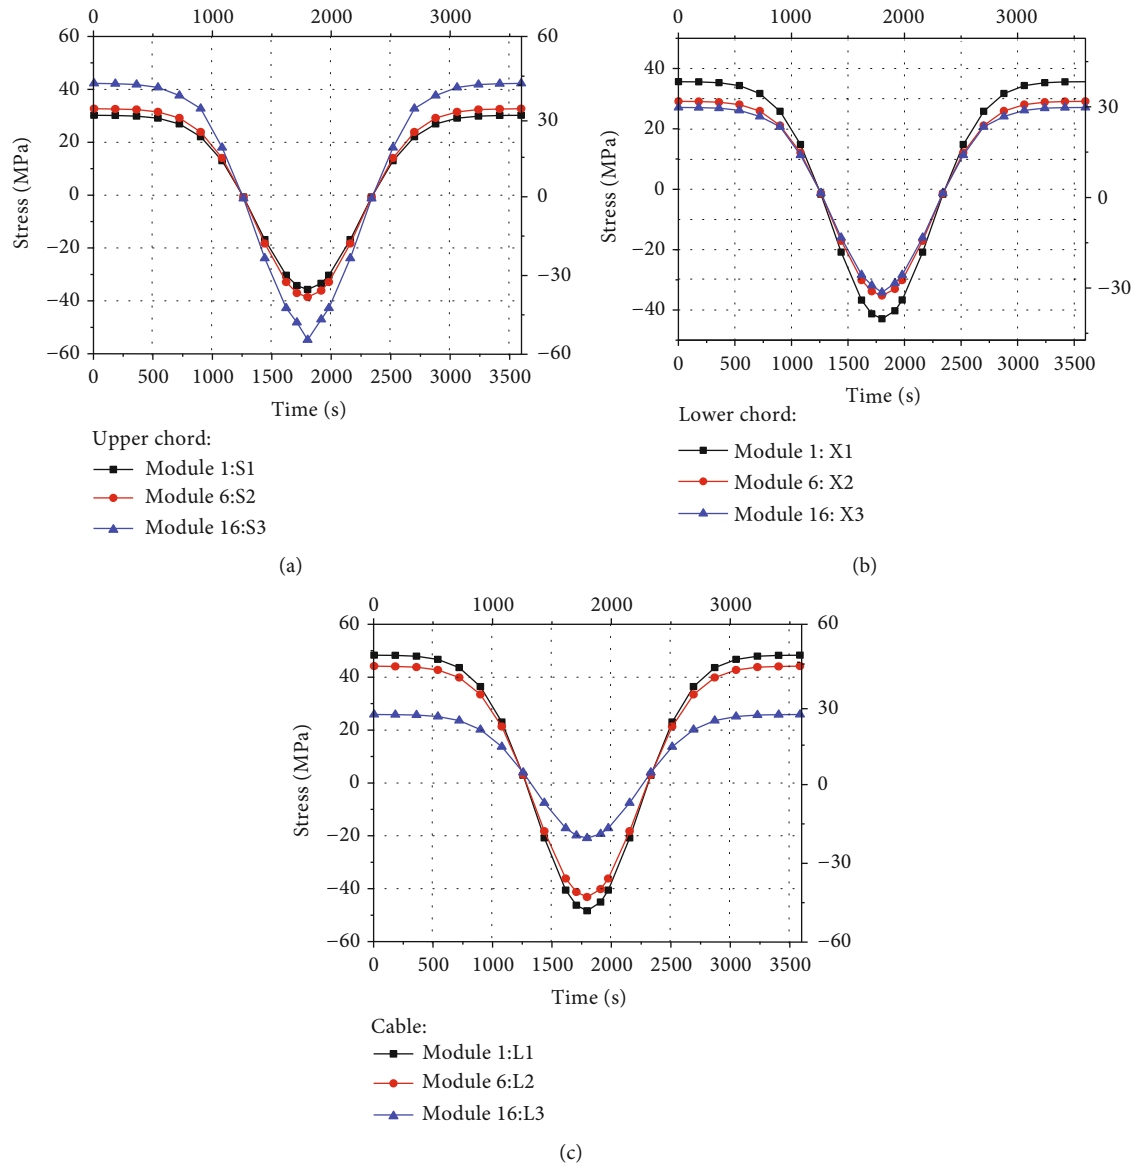 0 1000 2000 3000
60 60
40
30
20
0 0
−20
−30
−40
−60 −60
0 500 1000 1500 2000 2500 3000 3500
Stress (MPa)
Time (s)
Upper chord:
Module 1:S1
Module 6:S2
Module 16:S3
(a)
0 1000 2000 3000
40
30
20
0 0
−20
−30
−40
0 500 1000 1500 2000 2500 3000 3500
Stress (MPa)
Time (s)
Lower chord:
Module 1: X1
Module 6: X2
Module 16: X3
(b)
0 1000 2000 3000
60 60
40
30
20
0 0
−20
−30
−40
−60 −60
0 500 1000 1500 2000 2500 3000 3500
Stress (MPa)
Time (s)
Cable:
Module 1:L1
Module 6:L2
Module 16:L3
(c)